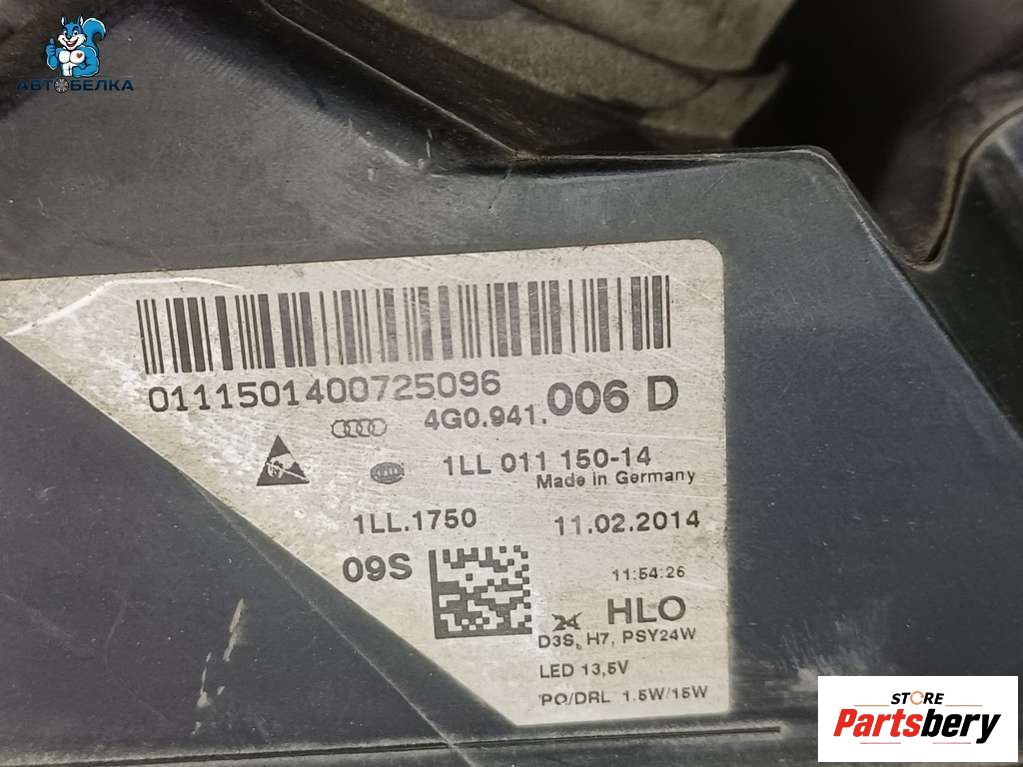 АВТОБЕЛКА
0111501400725096
4G0.941. 006 D
1LL 011 150-14
Made in Germany
1LL.1750 11.02.2014
09S
11:54:26
HLO
D3S, H7, PSY24W
LED 13,5V
PO/DRL 1.5W/15W
STORE
Partsbery